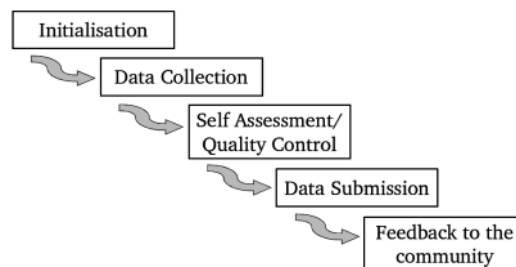 Initialisation
Data Collection
Self Assessment/
Quality Control
Data Submission
Feedback to the
community